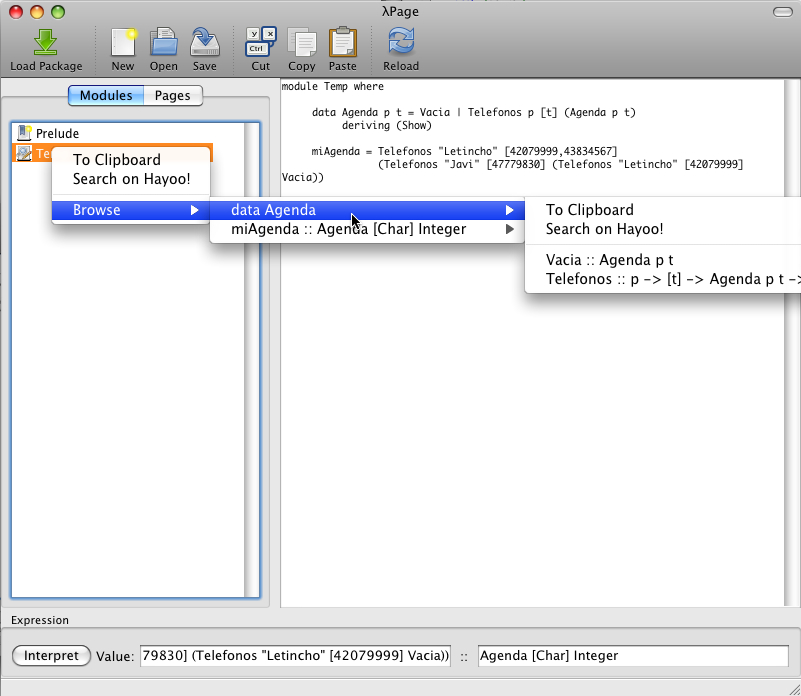 λPage
Load Package
New
Open
Save
x
y
Ctrl
Cut
Copy
Paste
Reload
Modules
Pages
module Temp where
data Agenda p t = Vacia | Telefonos p [t] (Agenda p t)
deriving (Show)
miAgenda = Telefonos "Letincho" [42079999,43834567]
(Telefonos "Javi" [47779830] (Telefonos "Letincho" [42079999]
Vacia))
Prelude
To Clipboard
Search on Hayoo!
Browse
data Agenda
miAgenda :: Agenda [Char] Integer
To Clipboard
Search on Hayoo!
Vacia :: Agenda p t
Telefonos :: p -> [t] -> Agenda p t ->
Expression
Interpret
Value:
79830] (Telefonos "Letincho" [42079999] Vacia))
::
Agenda [Char] Integer